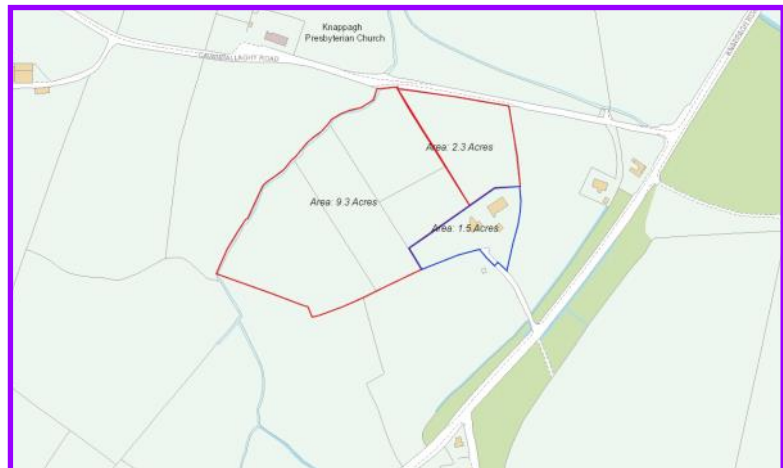 Knappagh
Presbyterian Church
Area: 2.3 Acres
Area: 9.3 Acres
Area: 1.5 Acres